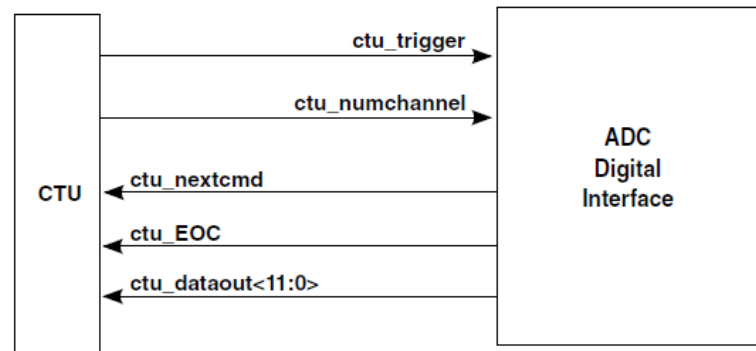 ctu_trigger
ctu_numchannel
ADC
Digital
Interface
CTU
ctu_nextcmd
ctu_EOC
ctu_dataout<11:0>